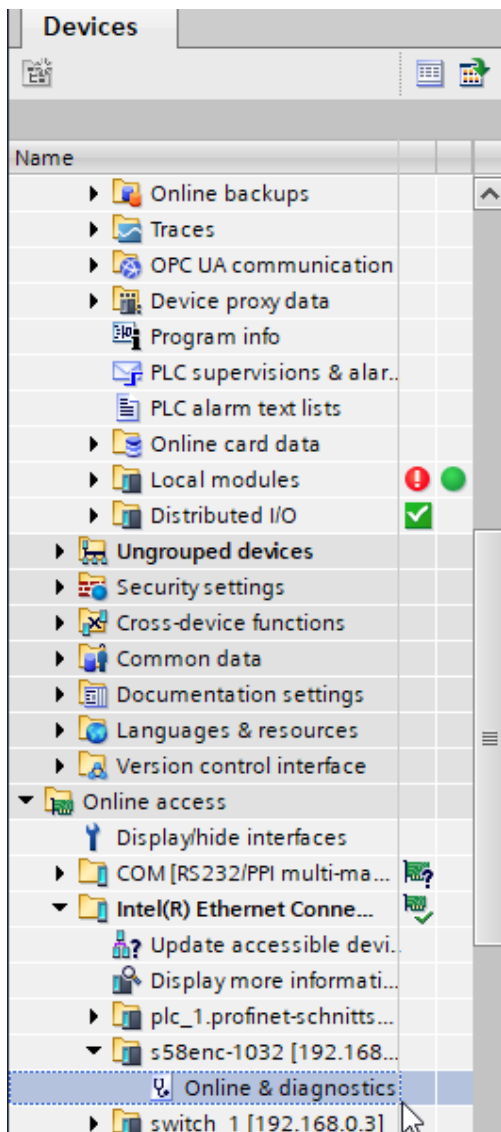 Devices
Name
Online backups
Traces
OPC UA communication
Device proxy data
Program info
PLC supervisions & alar..
PLC alarm text lists
Online card data
Local modules
Distributed I/O
Ungrouped devices
Security settings
Cross-device functions
Common data
Documentation settings
Languages & resources
Version control interface
Online access
Display/hide interfaces
COM [RS232/PPI multi-ma...
Intel(R) Ethernet Conne...
Update accessible devi..
Display more informati...
plc_1.profinet-schnitts...
s58enc-1032 [192.168...
Online & diagnostics
switch_1 [192.168.0.3]